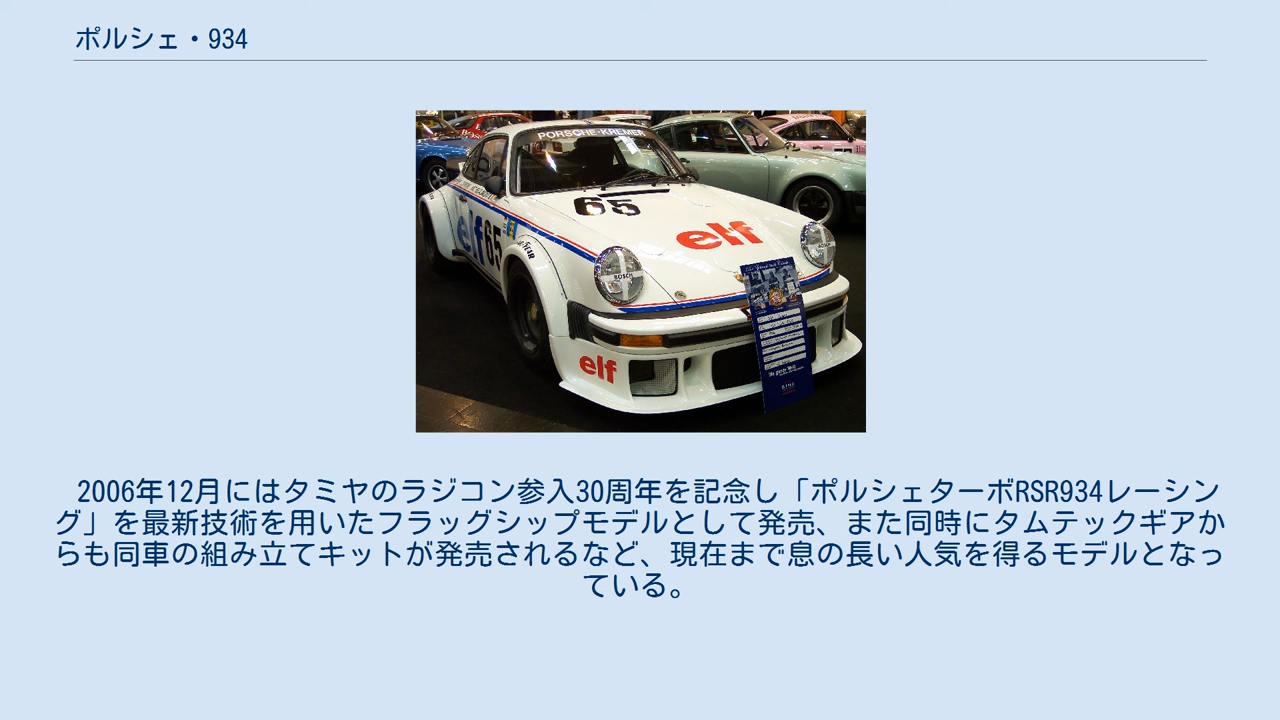 ポルシェ・934
PORSCHE-KREMER
65
elf
elf65
BOSCH
BOSCH
elf
2006年12月にはタミヤのラジコン参入30周年を記念し「ポルシェターボRSR934レーシン
グ」を最新技術を用いたフラッグシップモデルとして発売、また同時にタムテックギアか
らも同車の組み立てキットが発売されるなど、現在まで息の長い人気を得るモデルとなっ
ている。